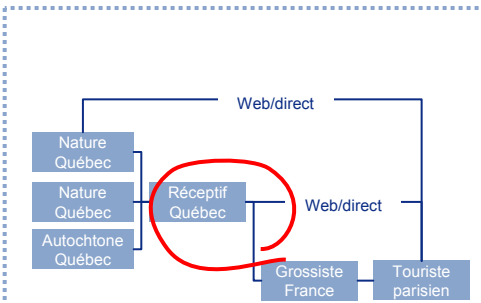 Web/direct
Nature
Québec
Nature
Québec
Réceptif
Québec
Web/direct
Autochtone
Québec
Grossiste
France
Touriste
parisien